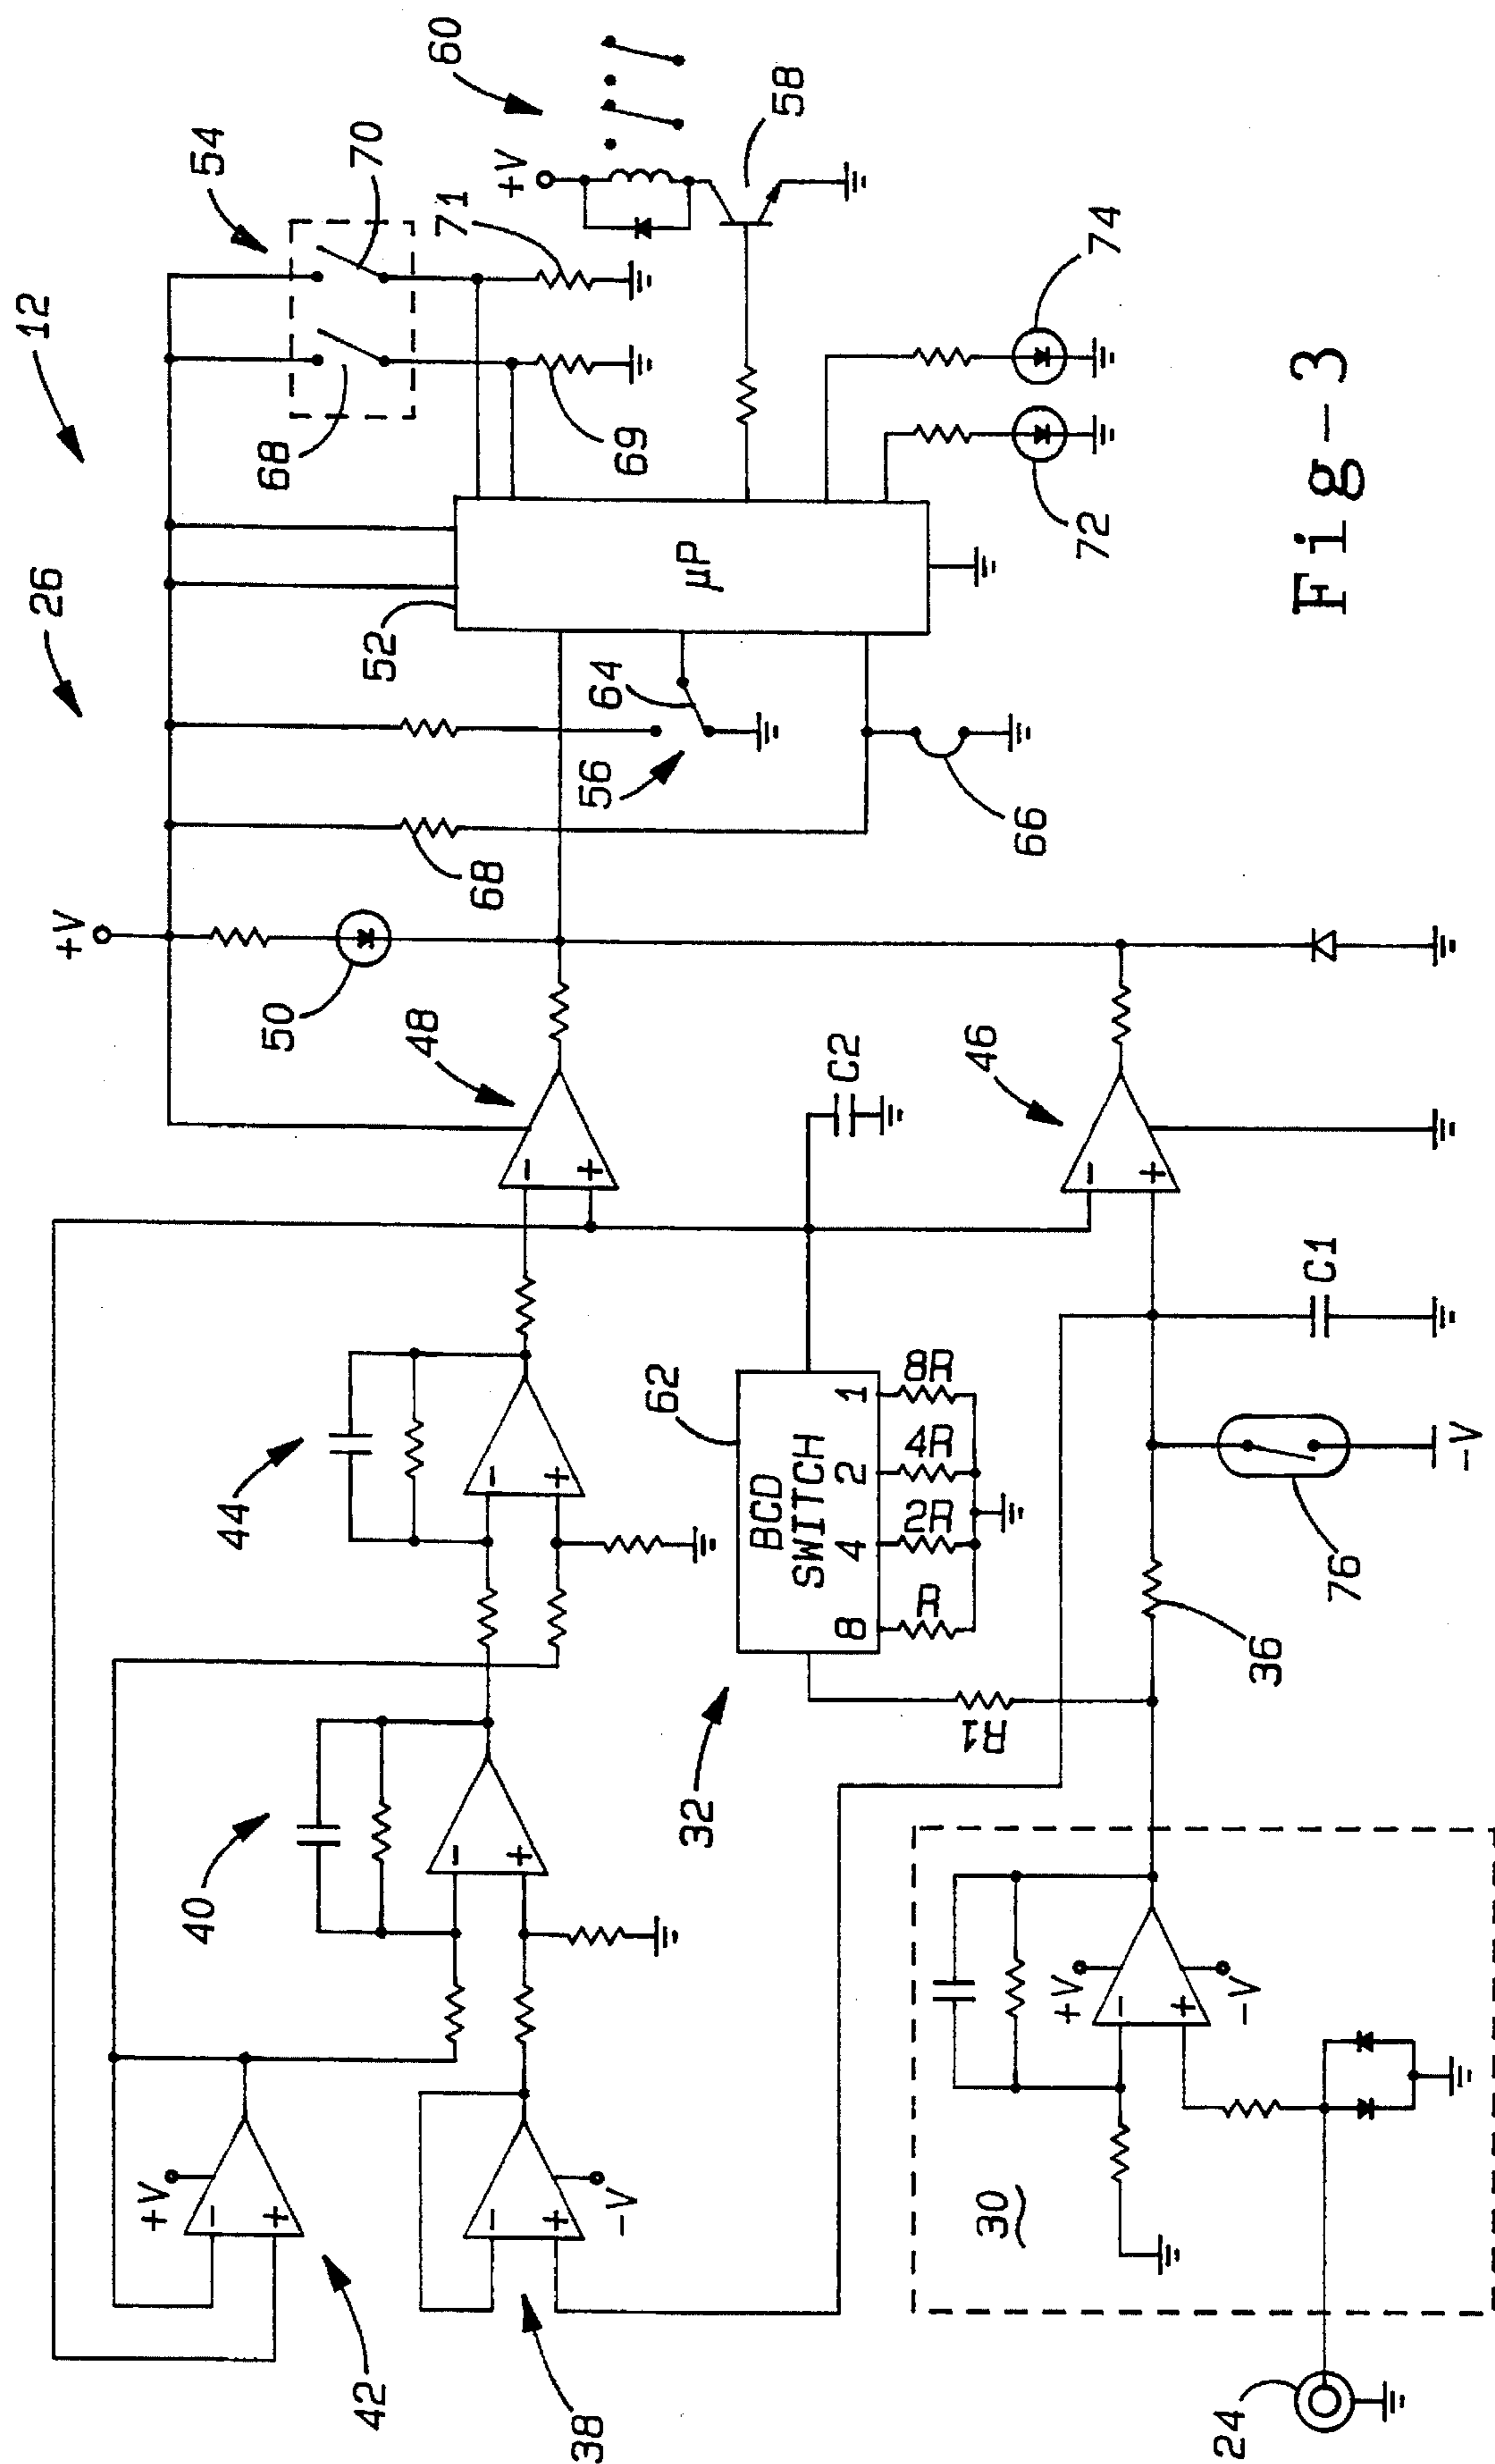 12
26
54
60
70
+V
68
71
58
69
74
72
52
µP
64
56
66
68
+V
50
48
46
C2
-
+
-
+
C1
44
-
+
62
BCD
SWITCH
8 4 2 1
R 2R 4R 8R
-V
76
36
R1
32
40
-
+
+V
-
+
42
-
+
-V
38
30
+V
-
+
-V
24
Fig-3